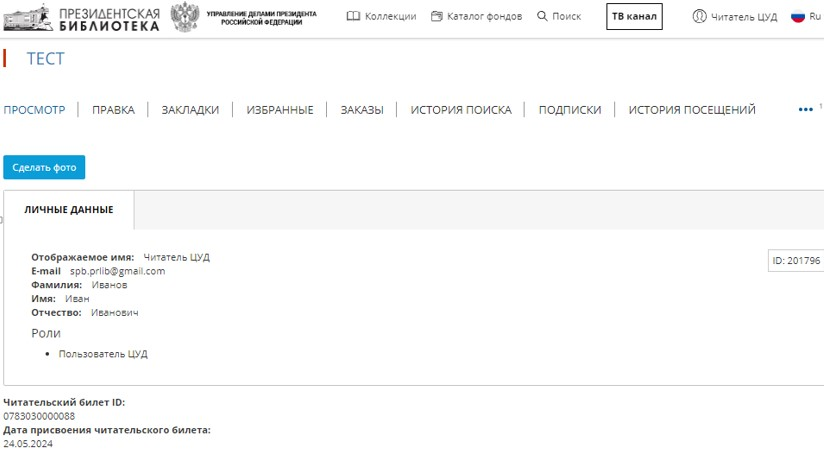 ПРЕЗИДЕНТСКАЯ БИБЛИОТЕКА
УПРАВЛЕНИЕ ДЕЛАМИ ПРЕЗИДЕНТА РОССИЙСКОЙ ФЕДЕРАЦИИ
Коллекции Каталог фондов Поиск ТВ канал Читатель ЦУД Ru
ТЕСТ
ПРОСМОТР ПРАВКА ЗАКЛАДКИ ИЗБРАННЫЕ ЗАКАЗЫ ИСТОРИЯ ПОИСКА ПОДПИСКИ ИСТОРИЯ ПОСЕЩЕНИЙ ••• 1
Сделать фото
ЛИЧНЫЕ ДАННЫЕ
Отображаемое имя: Читатель ЦУД
ID: 201796
E-mail spb.prlib@gmail.com
Фамилия: Иванов
Имя: Иван
Отчество: Иванович
Роли
• Пользователь ЦУД
Читательский билет ID:
0783030000088
Дата присвоения читательского билета:
24.05.2024